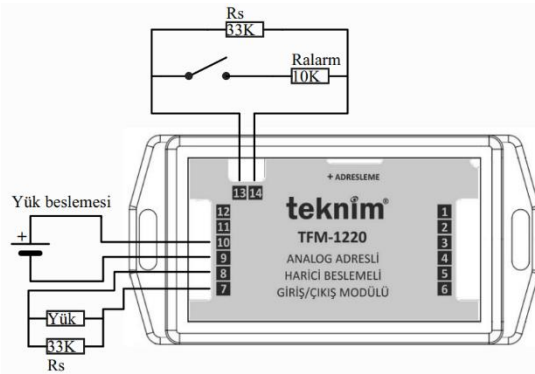 Rs
33K
Ralarm
10K
+ ADRESLEME
13 14
Yük beslmesi
+
12
11
10
9
8
7
teknim®
TFM-1220
ANALOG ADRESLİ
HARİCİ BESLEMELİ
GİRİŞ/ÇIKIŞ MODÜLÜ
1
2
3
4
5
6
Yük
33K
Rs